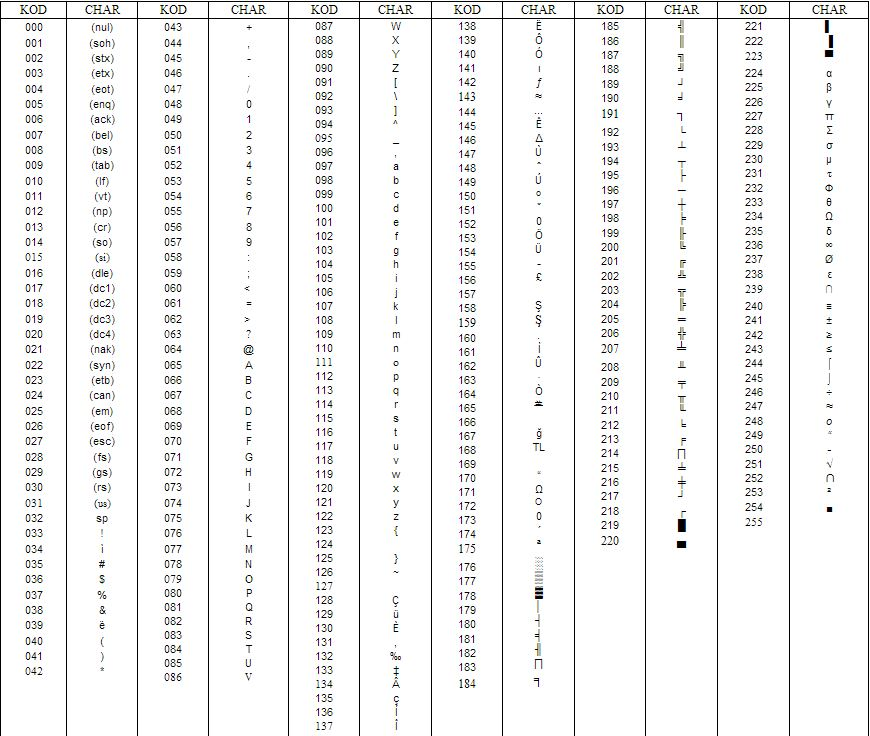 KOD CHAR KOD CHAR KOD CHAR KOD CHAR KOD CHAR KOD CHAR
000 (nul)
001 (soh)
002 (stx)
003 (etx)
004 (eot)
005 (enq)
006 (ack)
007 (bel)
008 (bs)
009 (tab)
010 (lf)
011 (vt)
012 (np)
013 (cr)
014 (so)
015 (si)
016 (dle)
017 (dc1)
018 (dc2)
019 (dc3)
020 (dc4)
021 (nak)
022 (syn)
023 (etb)
024 (can)
025 (em)
026 (eof)
027 (esc)
028 (fs)
029 (gs)
030 (rs)
031 (us)
032 sp
033 !
034 ì
035 #
036 $
037 %
038 &
039 ë
040 (
041 )
042 *
043 +
044 ,
045 -
046 .
047 /
048 0
049 1
050 2
051 3
052 4
053 5
054 6
055 7
056 8
057 9
058 :
059 ;
060 <
061 =
062 >
063 ?
064 @
065 A
066 B
067 C
068 D
069 E
070 F
071 G
072 H
073 I
074 J
075 K
076 L
077 M
078 N
079 O
080 P
081 Q
082 R
083 S
084 T
085 U
086 V
087 W
088 X
089 Y
090 Z
091 [
092 \
093 ]
094 ^
095 _
096 ,
097 a
098 b
099 c
100 d
101 e
102 f
103 g
104 h
105 i
106 j
107 k
108 l
109 m
110 n
111 o
112 p
113 q
114 r
115 s
116 t
117 u
118 v
119 w
120 x
121 y
122 z
123 {
124
125 }
126 ~
127
128 Ç
129 ü
130 È
131 ,
132 ‰
133 ‡
134 Â
135 ç
136 Î
137 Î
138 Ë
139 Ô
140 Ó
141 ı
142 ƒ
143 ≈
144 …
145 Ê
146 Δ
147 Û
148 ˆ
149 Ú
150 º
151 ˇ
152 0
153 Ö
154 Ü
155 -
156 £
157
158 Ş
159 Ş
160 .
161 Í
162 Û
163 .
164 Ò
165
166
167 ğ
168 TL
169
170 "
171 Ω
172 O
173 0
174 ´
175 ª
176 ░
177 ▒
178 ▓
179 │
180 ┤
181 ╡
182 ╢
183 ∏
184 ╕
185 ╣
186 ║
187 ╗
188 ╝
189 ┘
190 ╛
191 ┐
192 └
193 ┴
194 ┬
195 ├
196 ─
197 ┼
198 ╞
199 ╟
200 ╚
201 ╔
202 ╩
203 ╦
204 ╠
205 ═
206 ╬
207 ╧
208 ╨
209 ╤
210 ╥
211 ╙
212 ╘
213 ╒
214 ∏
215 ╧
216 ╪
217 ┘
218 ┌
219 █
220 ▄
221 ▌
222 ▐
223 ▀
224 α
225 β
226 γ
227 π
228 Σ
229 σ
230 μ
231 τ
232 Φ
233 θ
234 Ω
235 δ
236 ∞
237 Ø
238 ε
239 ∩
240 ≡
241 ±
242 ≥
243 ≤
244 ⌠
245 ⌡
246 ÷
247 ≈
248 o
249 "
250 -
251 √
252 ∩
253 ²
254 ■
255